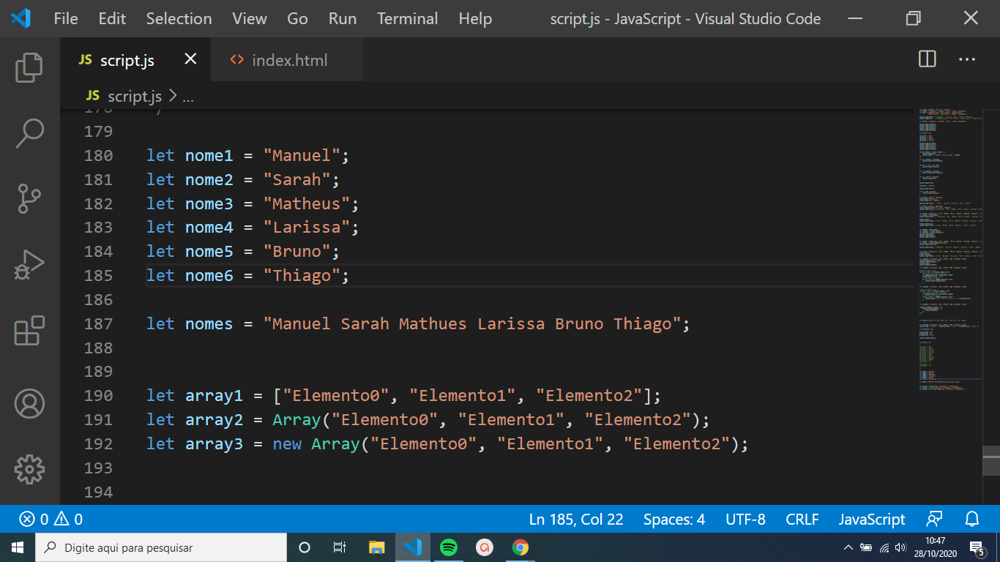 File Edit Selection View Go Run Terminal Help script.js - JavaScript - Visual Studio Code
JS script.js index.html ...
JS script.js > ...
178 */
179
180 let nome1 = "Manuel";
181 let nome2 = "Sarah";
182 let nome3 = "Matheus";
183 let nome4 = "Larissa";
184 let nome5 = "Bruno";
185 let nome6 = "Thiago";
186
187 let nomes = "Manuel Sarah Mathues Larissa Bruno Thiago";
188
189
190 let array1 = ["Elemento0", "Elemento1", "Elemento2"];
191 let array2 = Array("Elemento0", "Elemento1", "Elemento2");
192 let array3 = new Array("Elemento0", "Elemento1", "Elemento2");
193
194
0 0 Ln 185, Col 22 Spaces: 4 UTF-8 CRLF JavaScript
Digite aqui para pesquisar
10:47
28/10/2020
5